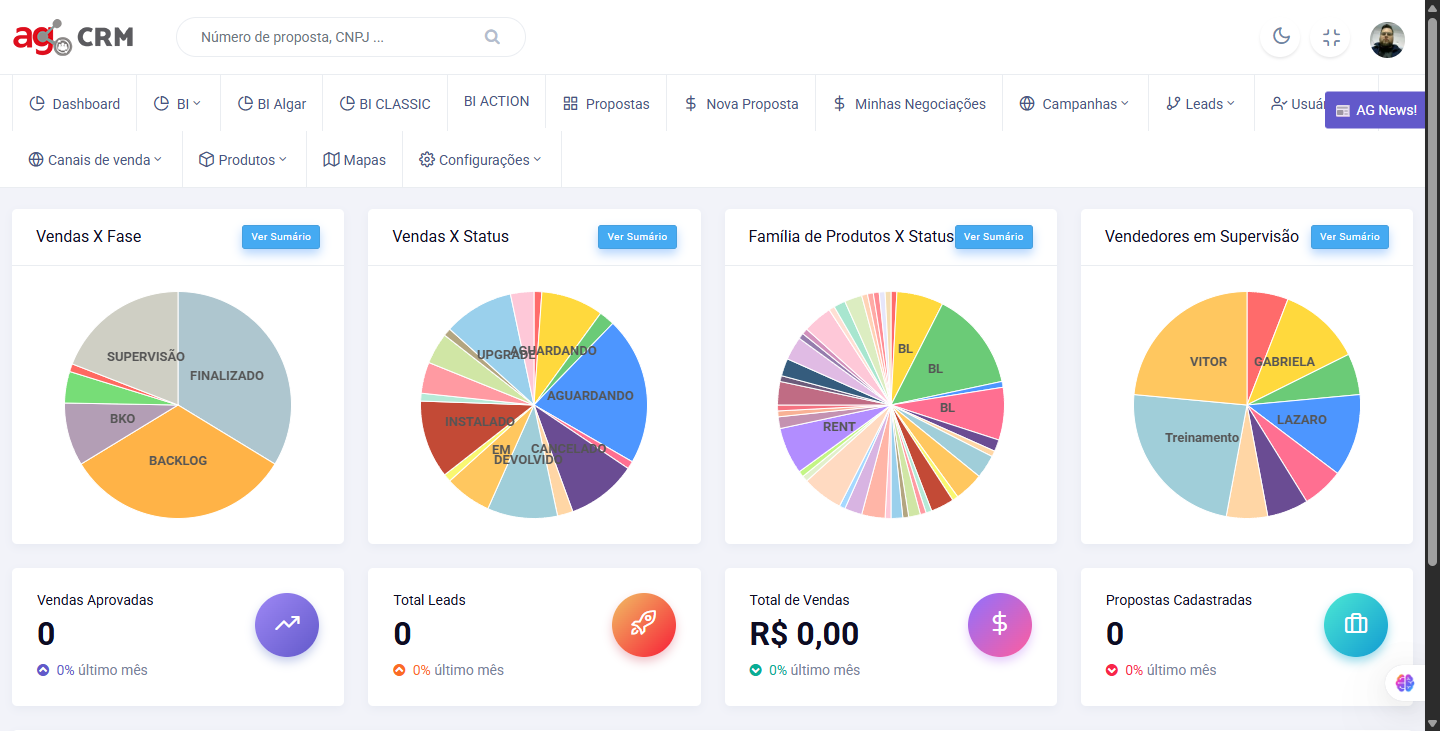 ag CRM
Número de proposta, CNPJ ...
Dashboard
BI
BI Algar
BI CLASSIC
BI ACTION
Propostas
Nova Proposta
Minhas Negociações
Campanhas
Leads
AG News!
Canais de venda
Produtos
Mapas
Configurações
Vendas X Fase
Ver Sumário
SUPERVISÃO
FINALIZADO
BKO
BACKLOG
Vendas X Status
Ver Sumário
UPGRADE
AGUARDANDO
AGUARDANDO
INSTALADO
EM
CANCELADO
DEVOLVIDO
Família de Produtos X Status
Ver Sumário
BL
BL
BL
RENT
Vendedores em Supervisão
Ver Sumário
VITOR
GABRIELA
LAZARO
Treinamento
Vendas Aprovadas
0
0% último mês
Total Leads
0
0% último mês
Total de Vendas
R$ 0,00
0% último mês
Propostas Cadastradas
0
0% último mês